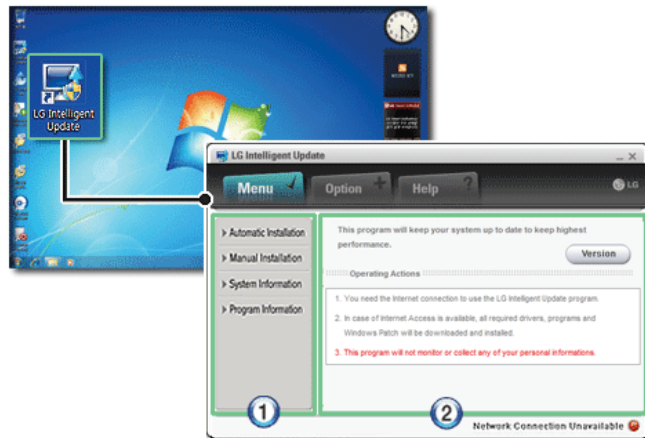 LG Intelligent
Update
LG Intelligent Update
Menu
Option
Help
LG
Automatic Installation
Manual Installation
System Information
Program Information
This program will keep your system up to date to keep highest
performance.
Version
Operating Actions
1. You need the Internet connection to use the LG Intelligent Update program.
2. In case of Internet Access is available, all required drivers, programs and
Windows Patch will be downloaded and installed.
3. This program will not monitor or collect any of your personal informations.
1
2
Network Connection Unavailable